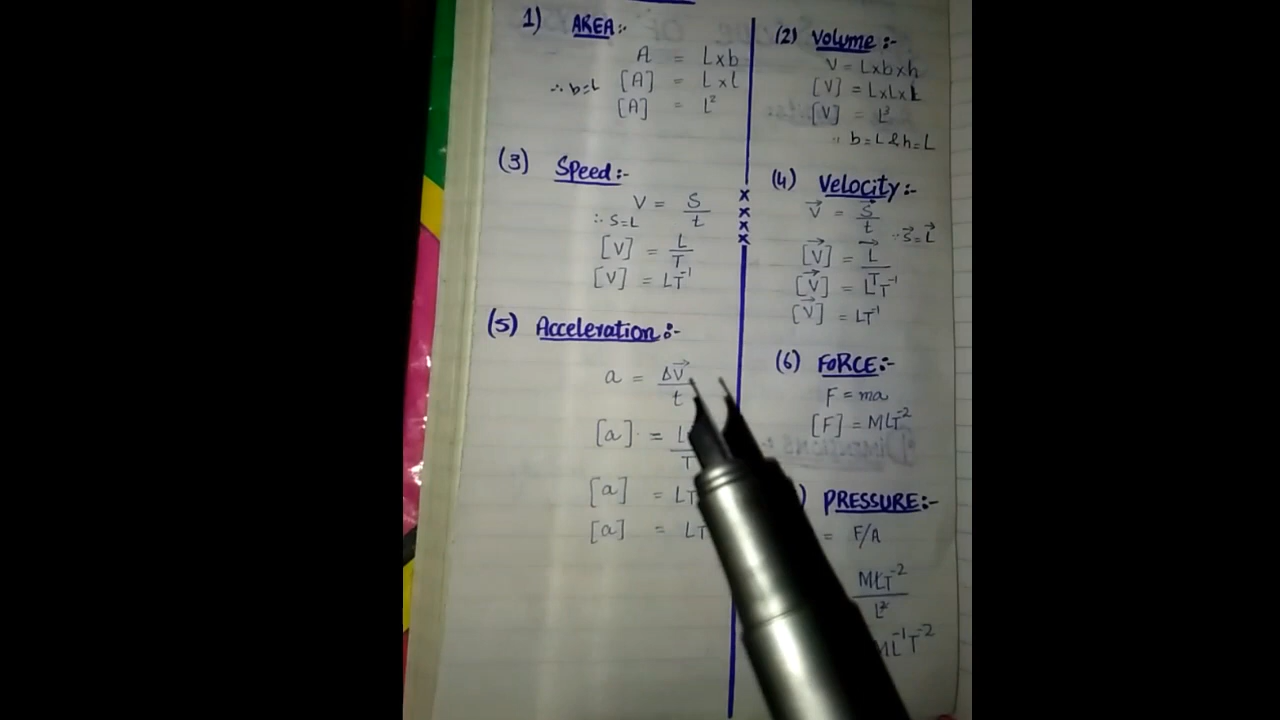 1) AREA:-
A = L×b
∴ b=L [A] = L×L
[A] = L²
(3) Speed:-
V = S/t
∴ S=L
[V] = L/T
[V] = LT⁻¹
(5) Acceleration:-
a = ΔV⃗/t
[a] = L
T
[a] = LT
[a] = LT
(2) Volume:-
V = L×b×h
[V] = L×L×L
[V] = L³
∵ b=L & h=L
(4) Velocity:-
V⃗ = S⃗/t
∵ S⃗=L⃗
[V⃗] = L⃗/T
[V⃗] = LT⁻¹
[V⃗] = LT⁻¹
(6) FORCE:-
F = ma
[F] = MLT⁻²
) PRESSURE:-
= F/A
MLT⁻²/L²
ML⁻¹T⁻²